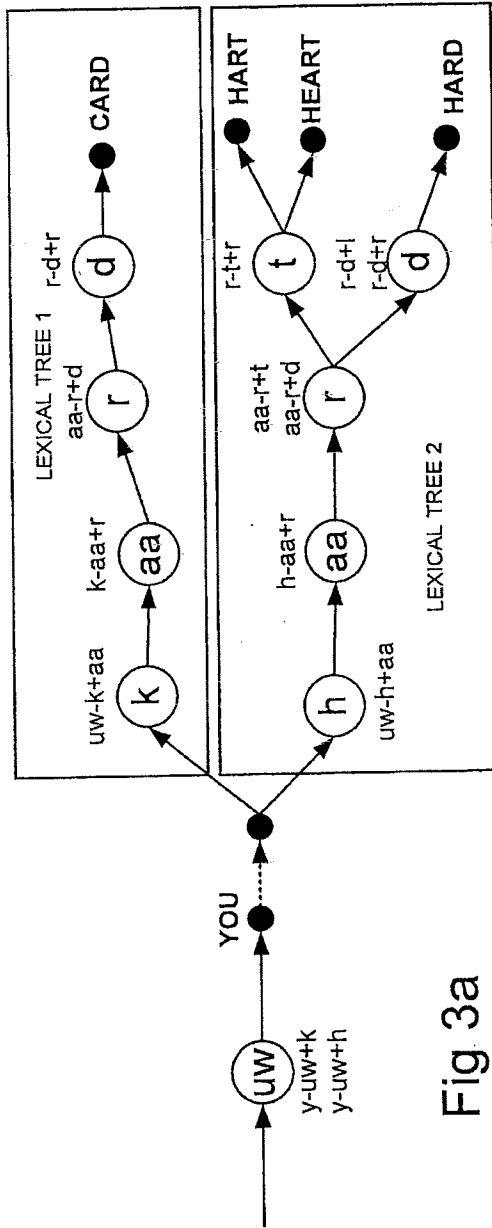 LEXICAL TREE 1
uw-k+aa
k
k-aa+r
aa
aa-r+d
r
r-d+r
d
CARD
YOU
uw
y-uw+k
y-uw+h
uw-h+aa
h
h-aa+r
aa
aa-r+t
aa-r+d
r
r-t+r
t
HART
HEART
r-d+l
r-d+r
d
HARD
LEXICAL TREE 2
Fig 3a